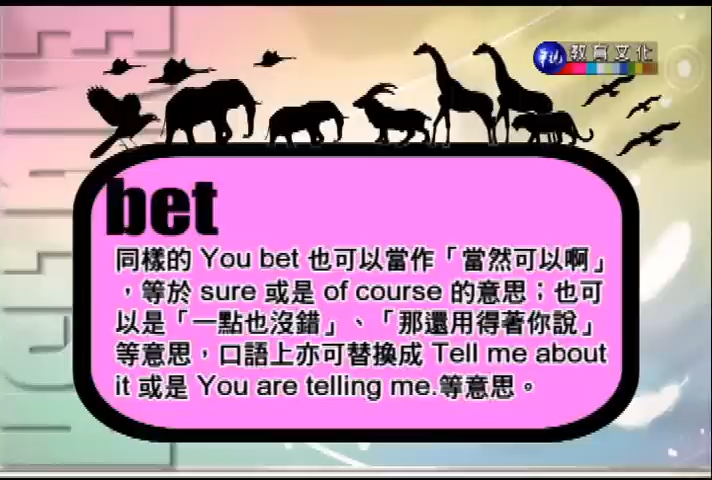 教育文化
bet
同樣的 You bet 也可以當作「當然可以啊」
，等於 sure 或是 of course 的意思；也可
以是「一點也沒錯」、「那還用得著你說」
等意思，口語上亦可替換成 Tell me about
it 或是 You are telling me.等意思。